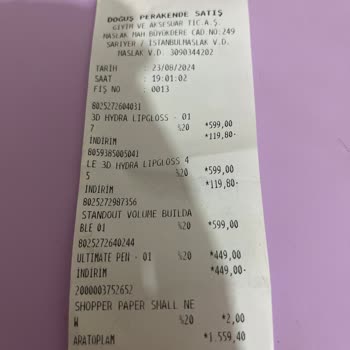 DOĞUŞ PERAKENDE SATIŞ
GİYİM VE AKSESUAR TİC.A.Ş.
MASLAK MAH BÜYÜKDERE CAD.NO:249
SARIYER / İSTANBULMASLAK V.D.
MASLAK V.D. 3090344202
TARİH : 23/08/2024
SAAT : 19:01:02
FİŞ NO : 0013
8025272604031
3D HYDRA LIPGLOSS - 01
7 %20 *599,00
İNDİRİM *119,80-
8059385005041
LE 3D HYDRA LIPGLOSS 4
5 %20 *599,00
İNDİRİM *119,80-
8025272987356
STANDOUT VOLUME BUILDA
BLE 01 %20 *599,00
8025272640244
ULTIMATE PEN - 01 %20 *449,00
İNDİRİM *449,00-
2000003752652
SHOPPER PAPER SMALL NE
W %20 *2,00
ARATOPLAM *1.559,40